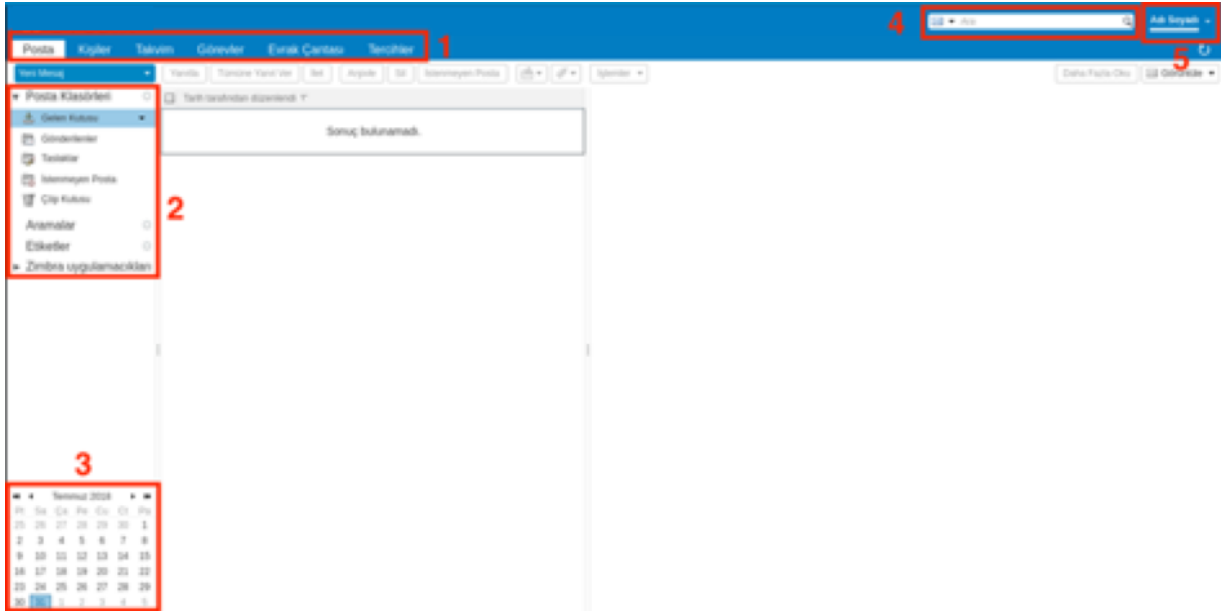 4
Ara
Adı Soyadı
Posta Kişiler Takvim Görevler Evrak Çantası Tercihler
1
5
Yeni Mesaj
Yanıtla Tümüne Yanıt Ver İlet Arşivle Sil İstenmeyen Posta İşlemler
Daha Fazla Oku Görüntüle
Posta Klasörleri
Tarih tarafından düzenlendi
Gelen Kutusu
Sonuç bulunamadı.
Gönderilenler
Taslaklar
İstenmeyen Posta
Çöp Kutusu
2
Aramalar
Etiketler
Zimbra uygulamacıkları
3
Temmuz 2018
Pt Sa Ça Pe Cu Ct Pa
25 26 27 28 29 30 1
2 3 4 5 6 7 8
9 10 11 12 13 14 15
16 17 18 19 20 21 22
23 24 25 26 27 28 29
30 31 1 2 3 4 5